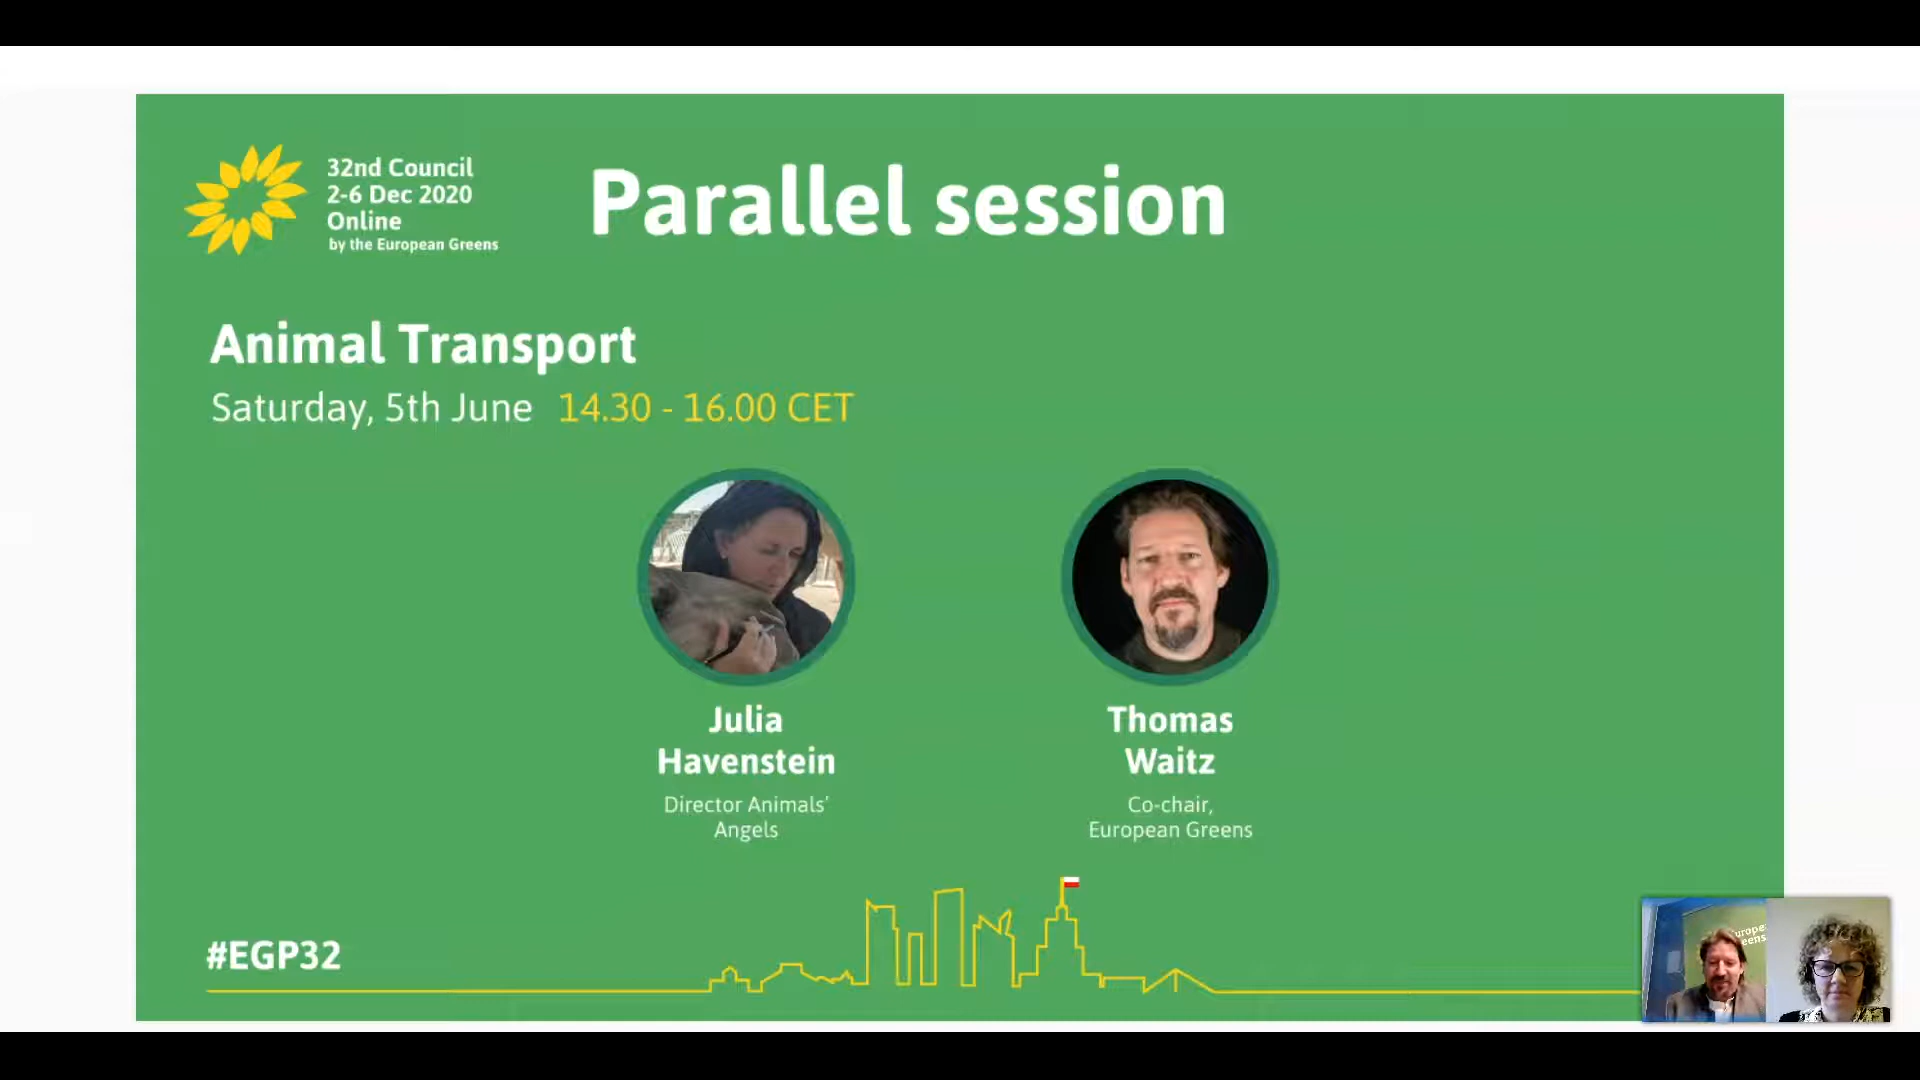 32nd Council
2-6 Dec 2020
Online
by the European Greens
Parallel session
Animal Transport
Saturday, 5th June 14.30 - 16.00 CET
Julia
Havenstein
Director Animals’
Angels
Thomas
Waitz
Co-chair,
European Greens
#EGP32